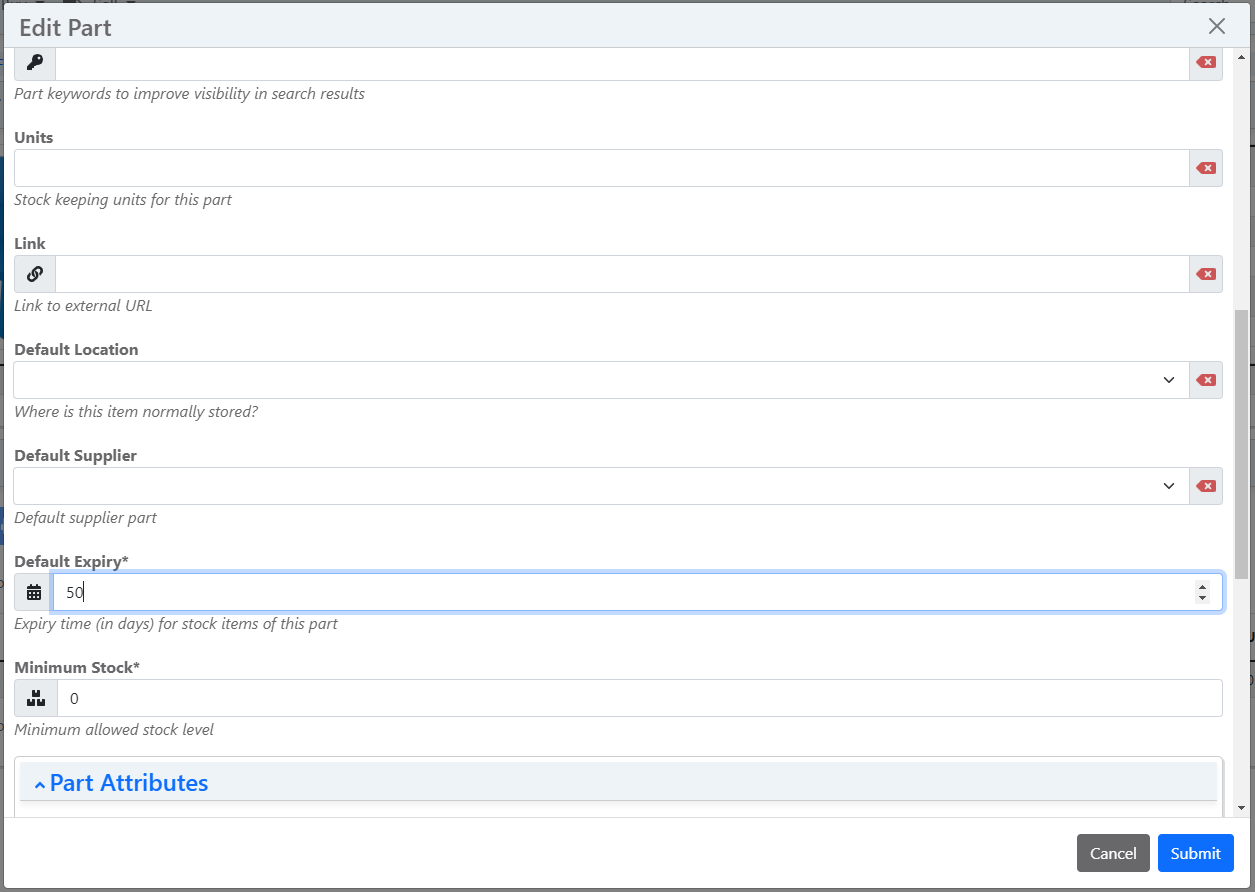 Edit Part
Part keywords to improve visibility in search results
Units
Stock keeping units for this part
Link
Link to external URL
Default Location
Where is this item normally stored?
Default Supplier
Default supplier part
Default Expiry*
50
Expiry time (in days) for stock items of this part
Minimum Stock*
0
Minimum allowed stock level
Part Attributes
Cancel
Submit